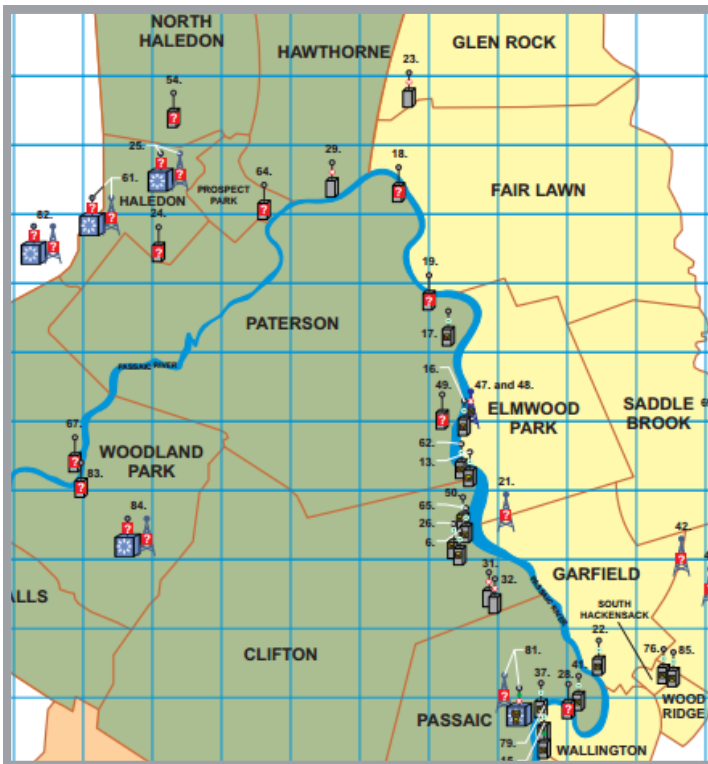 NORTH
HALEDON
HAWTHORNE
GLEN ROCK
23.
54.
25.
29.
18.
64.
61.
PROSPECT
PARK
FAIR LAWN
HALEDON
82.
24.
19.
PATERSON
17.
PASSAIC RIVER
16.
49.
47. and 48.
ELMWOOD
PARK
SADDLE
BROOK
67.
62.
WOODLAND
PARK
13.
83.
21.
50.
84.
65.
26.
42.
6.
31.
32.
GARFIELD
PASSAIC RIVER
ALLS
SOUTH
HACKENSACK
22.
CLIFTON
81.
76.
85.
37.
28.
41.
WOOD
RIDGE
PASSAIC
79.
WALLINGTON
15.